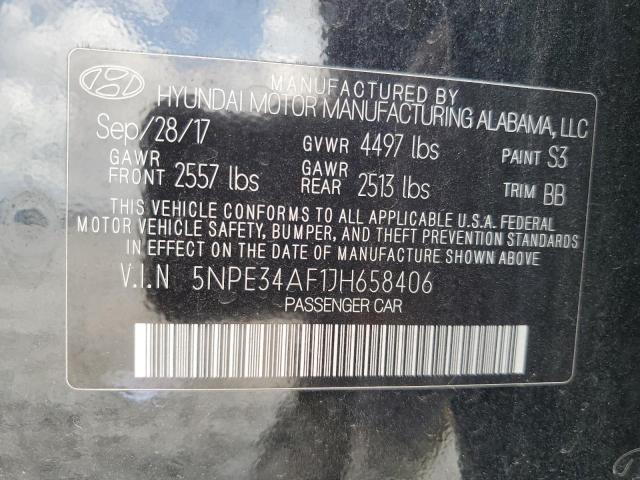 MANUFACTURED BY
HYUNDAI MOTOR MANUFACTURING ALABAMA, LLC
Sep/28/17 GVWR 4497 lbs PAINT S3
GAWR FRONT 2557 lbs GAWR REAR 2513 lbs TRIM BB
THIS VEHICLE CONFORMS TO ALL APPLICABLE U.S.A. FEDERAL
MOTOR VEHICLE SAFETY, BUMPER, AND THEFT PREVENTION STANDARDS
IN EFFECT ON THE DATE OF MANUFACTURE SHOWN ABOVE
V.I.N 5NPE34AF1JH658406
PASSENGER CAR